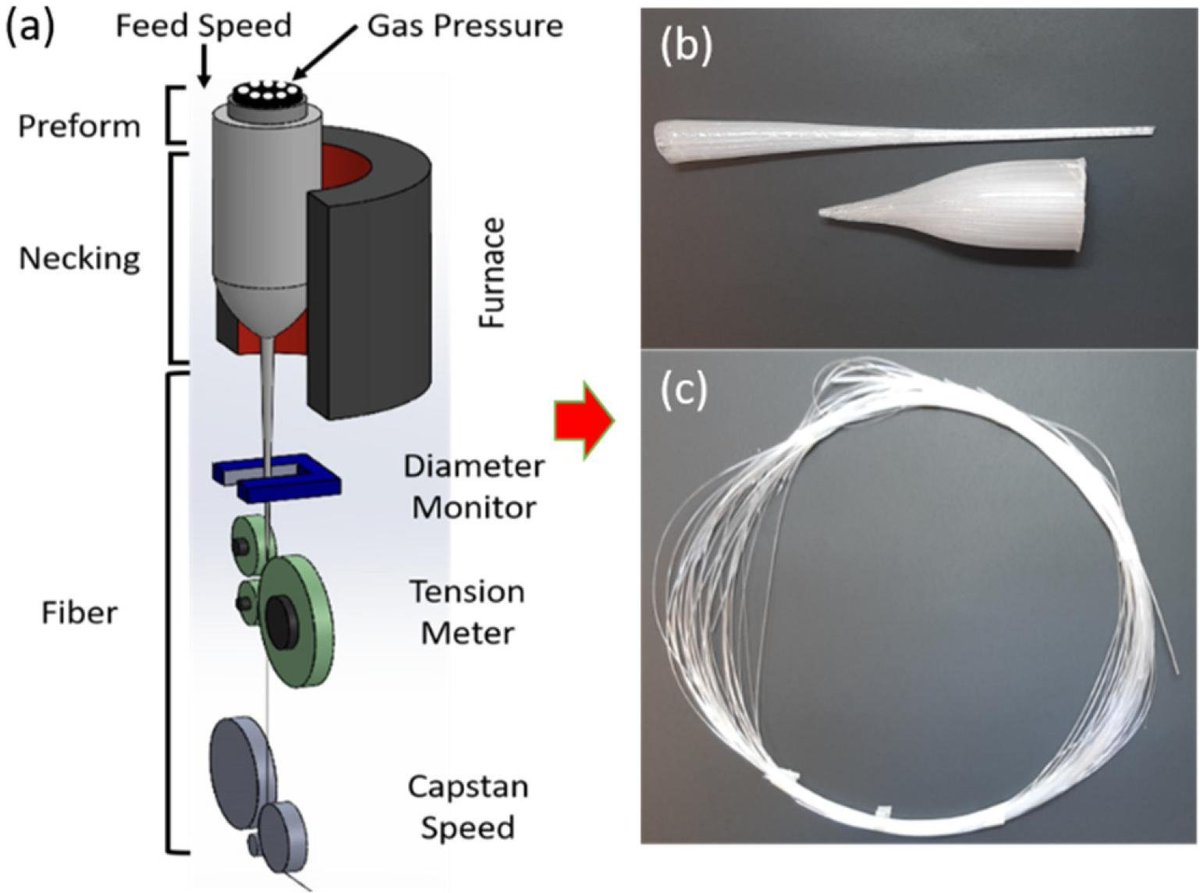 (a)
Feed Speed
Gas Pressure
Preform
Necking
Furnace
Diameter
Monitor
Fiber
Tension
Meter
Capstan
Speed
(b)
(c)